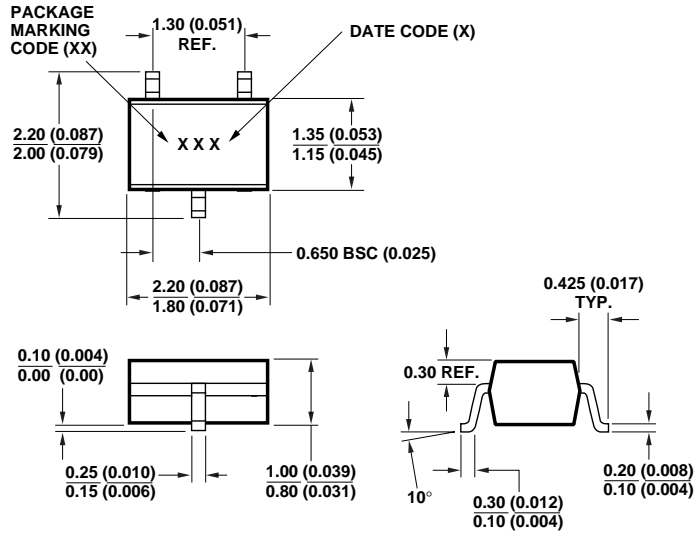 PACKAGE
MARKING
CODE (XX)
1.30 (0.051)
REF.
DATE CODE (X)
2.20 (0.087)
2.00 (0.079)
X X X
1.35 (0.053)
1.15 (0.045)
0.650 BSC (0.025)
2.20 (0.087)
1.80 (0.071)
0.425 (0.017)
TYP.
0.10 (0.004)
0.00 (0.00)
0.30 REF.
0.25 (0.010)
0.15 (0.006)
1.00 (0.039)
0.80 (0.031)
10°
0.30 (0.012)
0.10 (0.004)
0.20 (0.008)
0.10 (0.004)